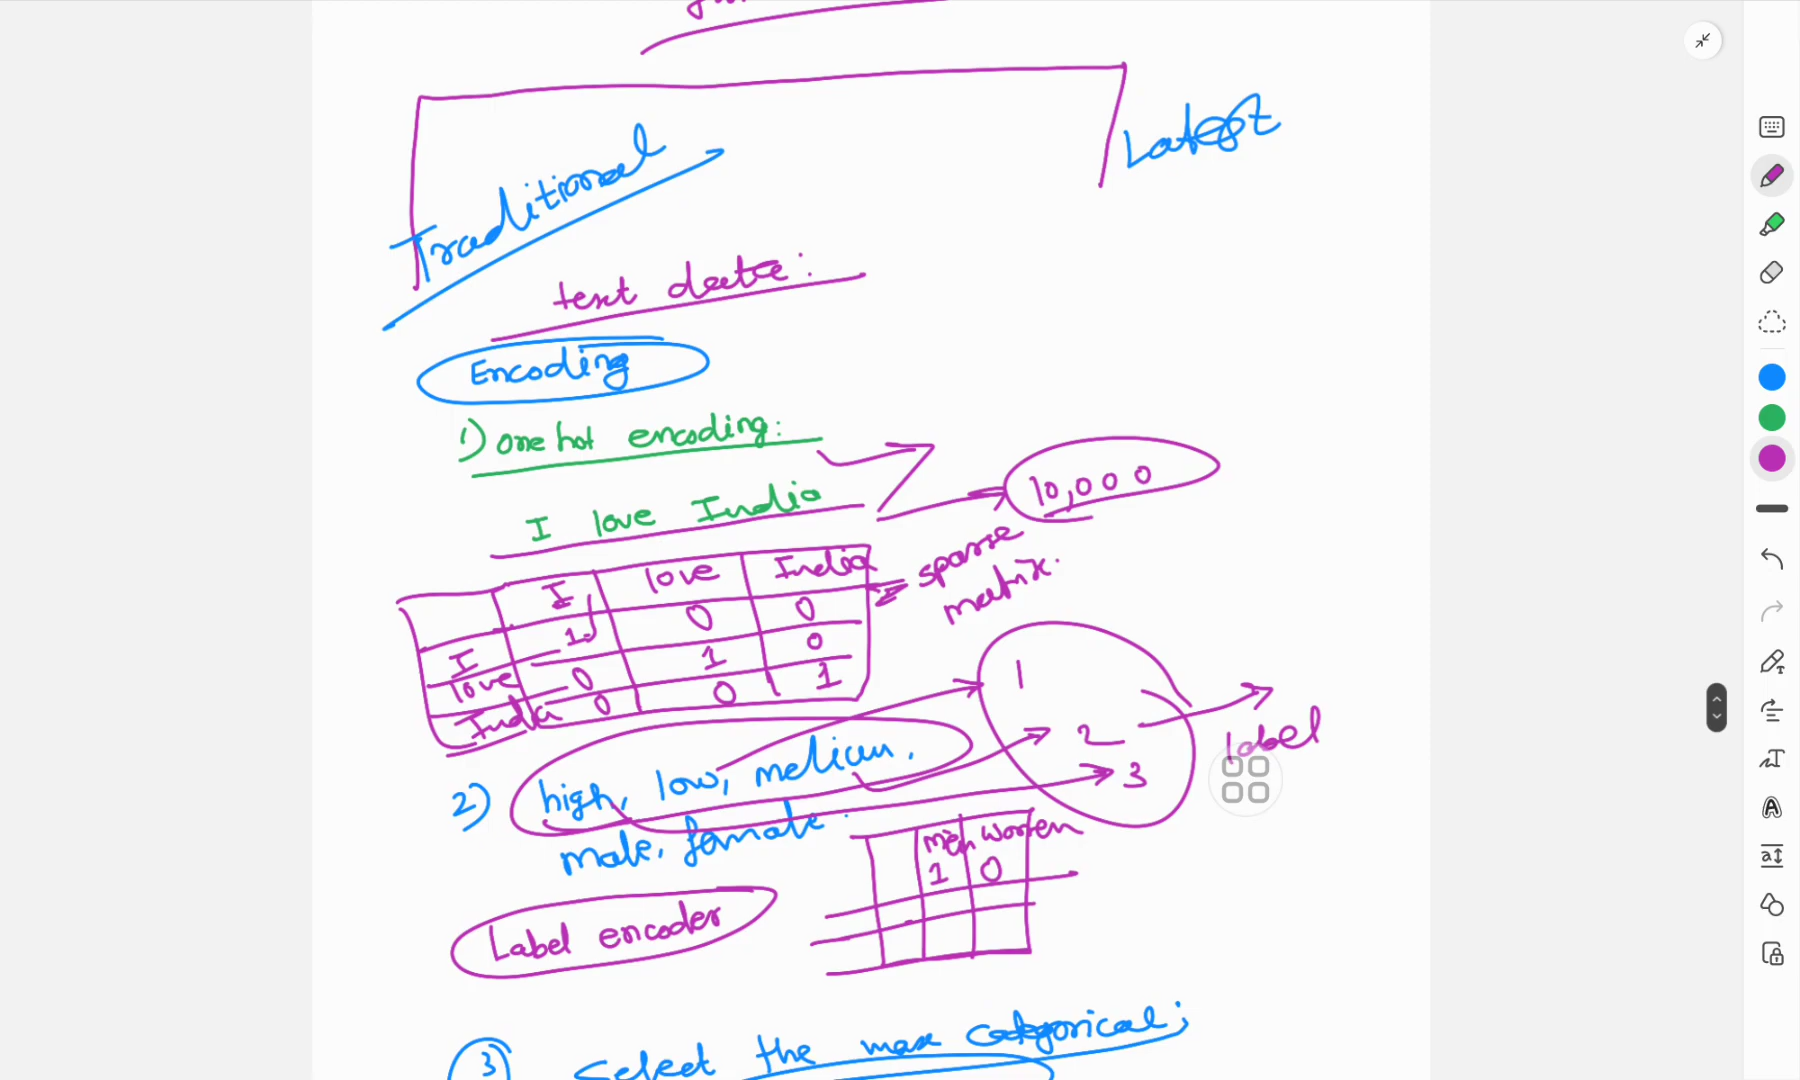 Traditional
Latest
text data:
Encoding
1) one hot encoding:
I love India
10,000
I love India
I 1 0 0
love 0 1 0
India 0 0 1
sparse
matrix.
2) high, low, medium.
male, female.
1
2
3
label
men women
1 0
Label encoder
3 Select the max categorical;